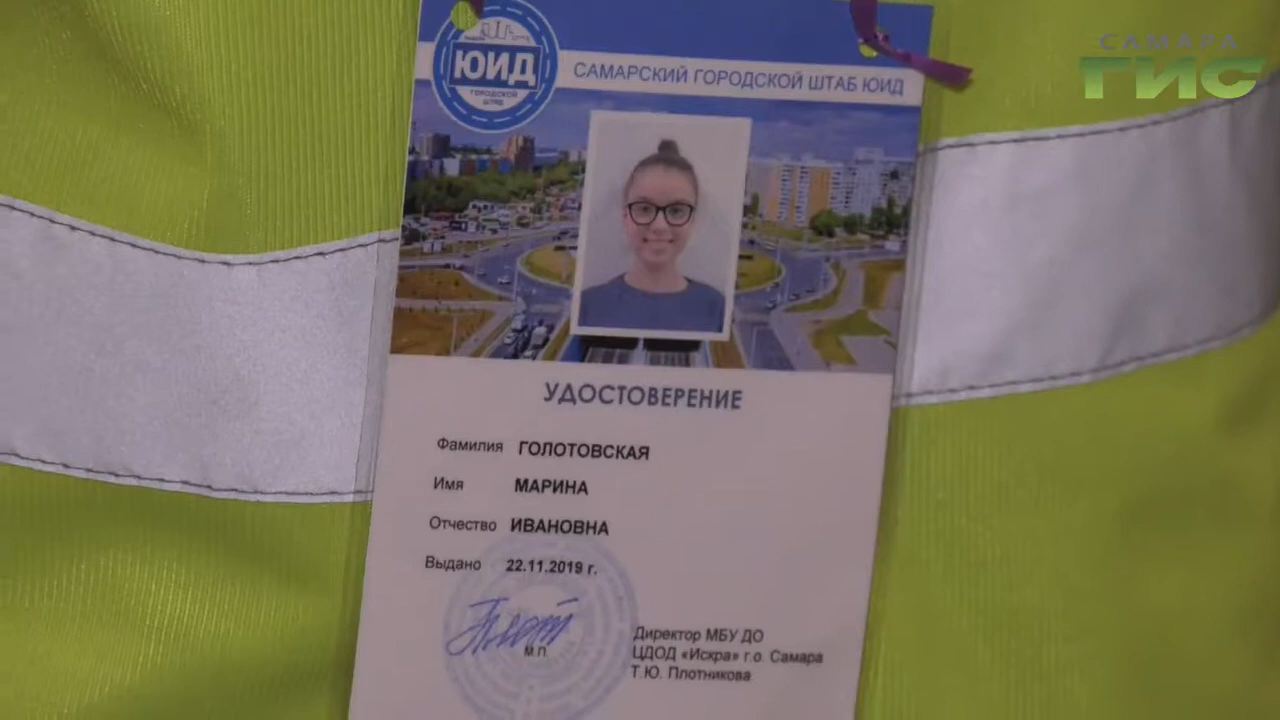 САМАРА
ГИС
ЮИД
ГОРОДСКОЙ
ШТАБ
САМАРСКИЙ ГОРОДСКОЙ ШТАБ ЮИД
УДОСТОВЕРЕНИЕ
Фамилия ГОЛОТОВСКАЯ
Имя МАРИНА
Отчество ИВАНОВНА
Выдано 22.11.2019 г.
М.П.
Директор МБУ ДО
ЦДОД «Искра» г.о. Самара
Т.Ю. Плотникова